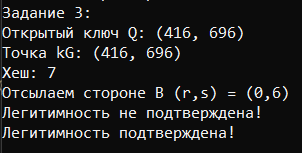 Задание 3:
Открытый ключ Q: (416, 696)
Точка kG: (416, 696)
Хеш: 7
Отсылаем стороне B (r,s) = (0,6)
Легитимность не подтверждена!
Легитимность подтверждена!